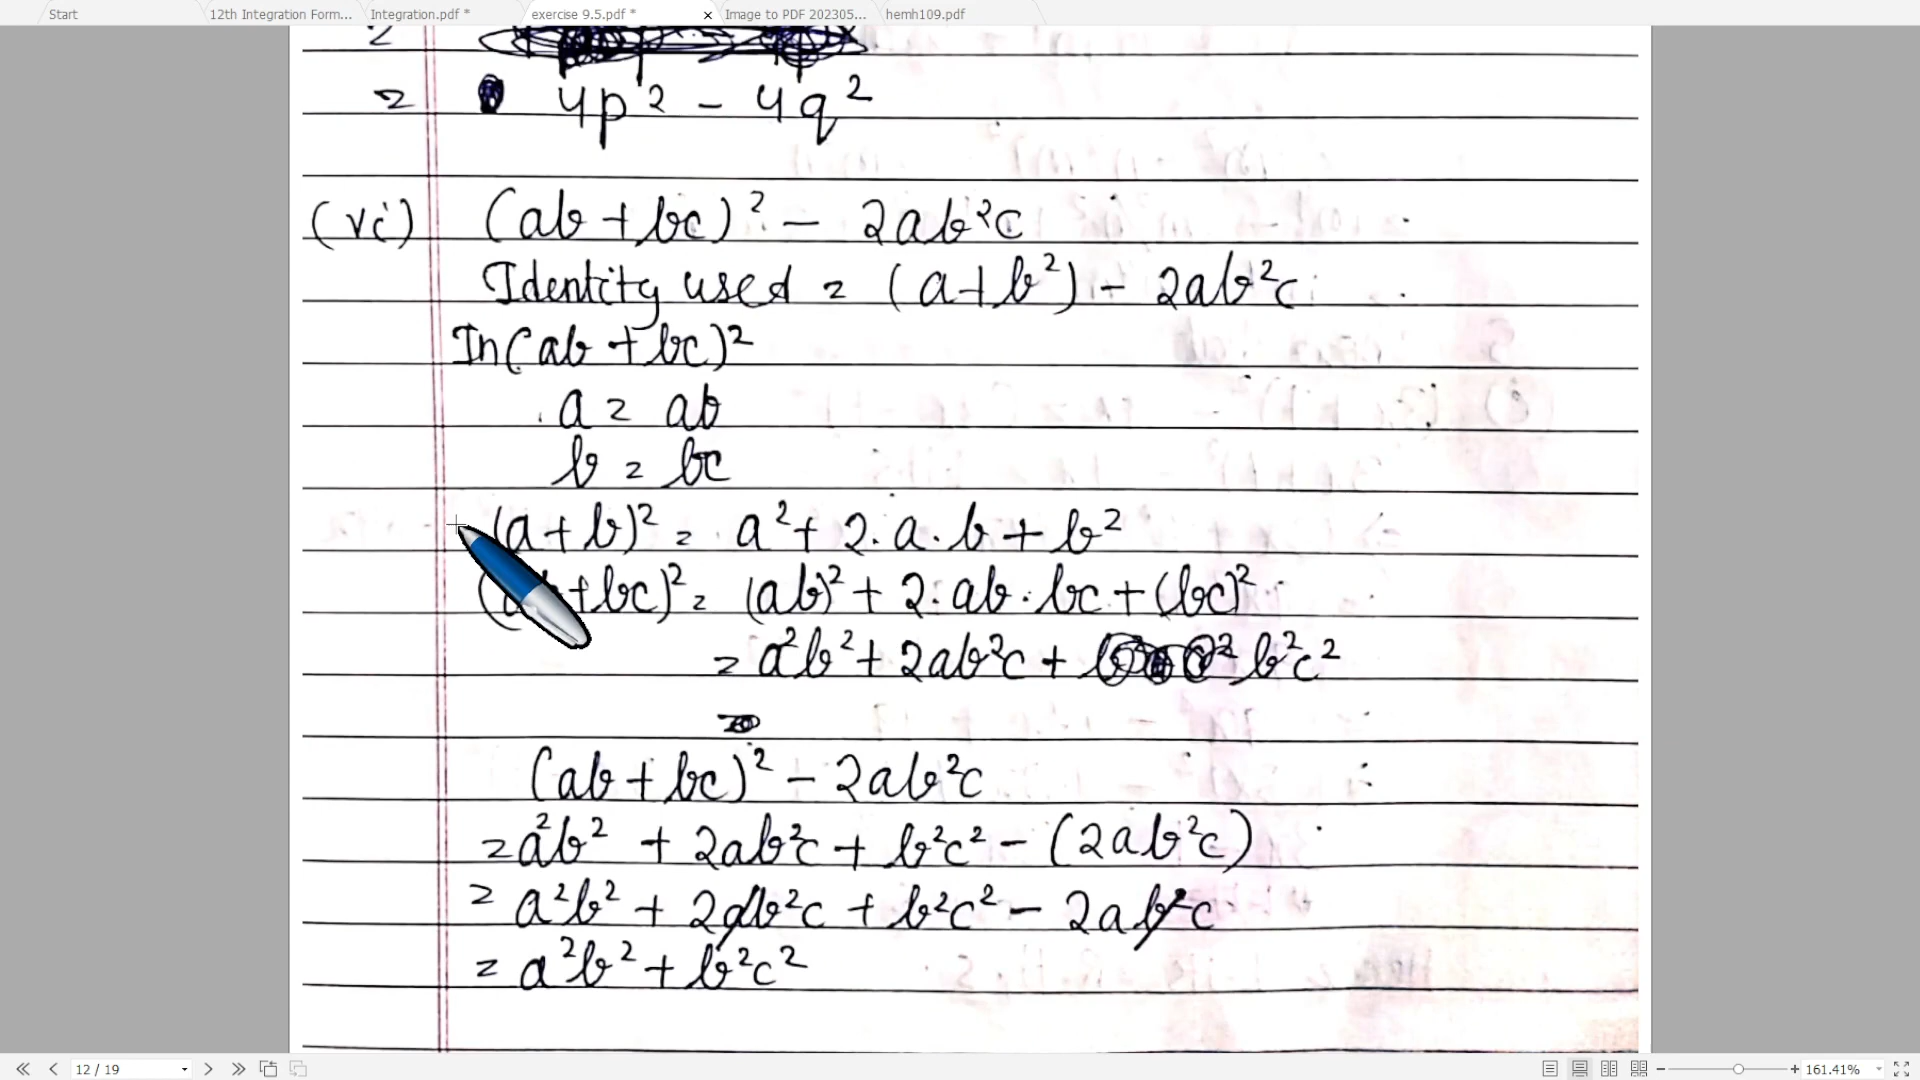 Start 12th Integration Form... Integration.pdf * exercise 9.5.pdf * × Image to PDF 202305... hemh109.pdf
=
= 4p² - 4q²
(vi) (ab + bc)² - 2ab²c
Identity used = (a+b²) - 2ab²c
In(ab + bc)²
a = ab
b = bc
(a+b)² = a² + 2.a.b + b²
+bc)² = (ab)² + 2.ab.bc + (bc)²
= a²b² + 2ab²c + b²c²
(ab + bc)² - 2ab²c
= a²b² + 2ab²c + b²c² - (2ab²c)
= a²b² + 2ab²c + b²c² - 2ab²c
= a²b² + b²c²
12 / 19 161.41%